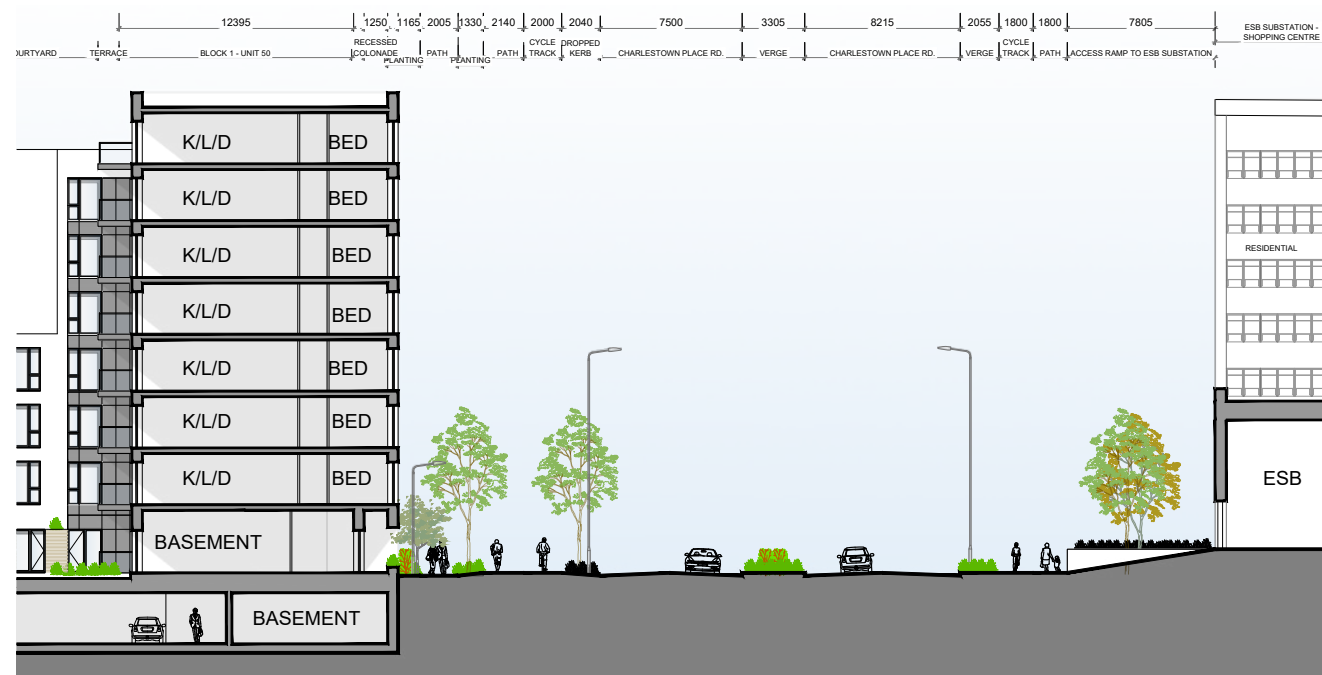 12395 1250 1165 2005 1330 2140 2000 2040 7500 3305 8215 2055 1800 1800 7805
ESB SUBSTATION -
SHOPPING CENTRE
OURTYARD TERRACE BLOCK 1 - UNIT 50
RECESSED
COLONADE
PLANTING
PATH
PLANTING
PATH
CYCLE
TRACK
DROPPED
KERB
CHARLESTOWN PLACE RD. VERGE CHARLESTOWN PLACE RD. VERGE
CYCLE
TRACK
PATH
ACCESS RAMP TO ESB SUBSTATION
K/L/D BED
K/L/D BED
K/L/D BED
K/L/D BED
K/L/D BED
K/L/D BED
K/L/D BED
BASEMENT
BASEMENT
RESIDENTIAL
ESB